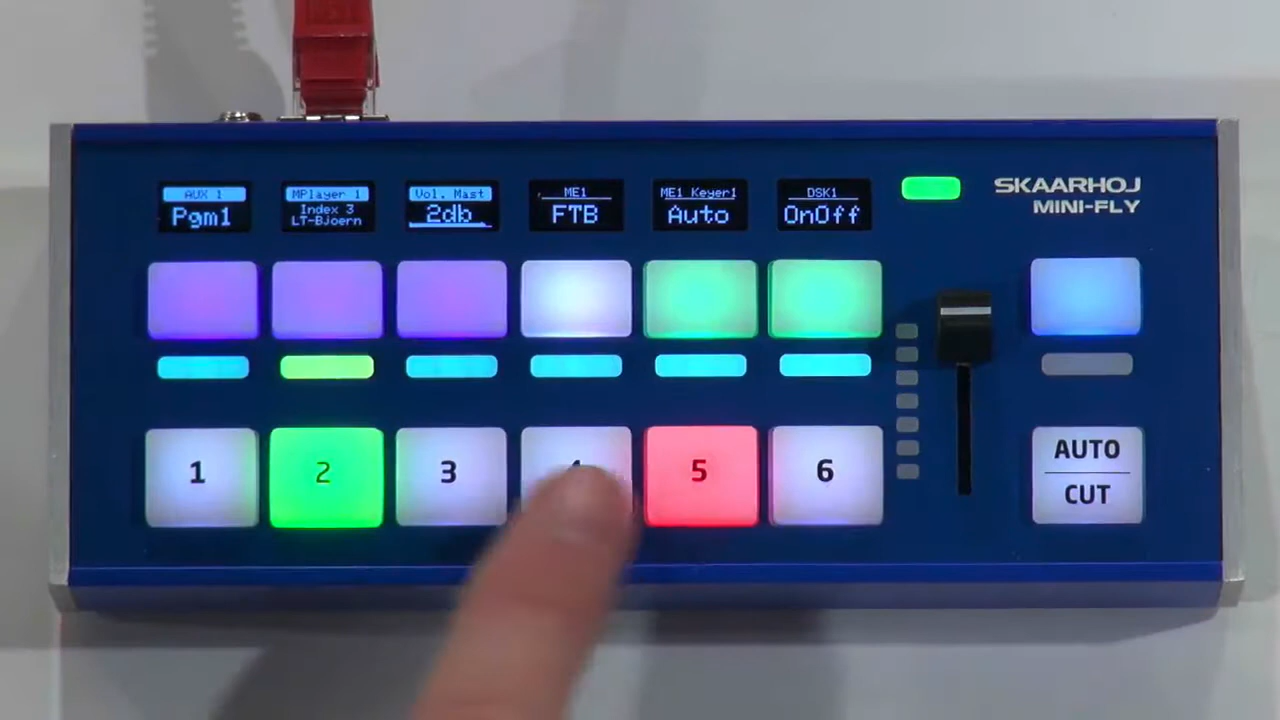 AUX 1
Pgm1
MPlayer 1
Index 3
LT-Bjoern
Vol. Mast
2db
ME1
FTB
ME1 Keyer1
Auto
DSK1
OnOff
SKAARHOJ
MINI-FLY
1
2
3
5
6
AUTO
CUT